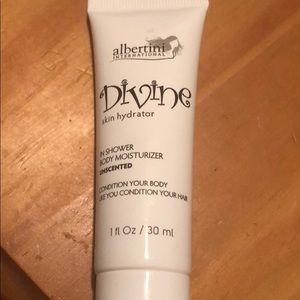 albertini
INTERNATIONAL
Divine
skin hydrator
IN SHOWER
BODY MOISTURIZER
UNSCENTED
CONDITION YOUR BODY
LIKE YOU CONDITION YOUR HAIR
1 fl Oz / 30 ml